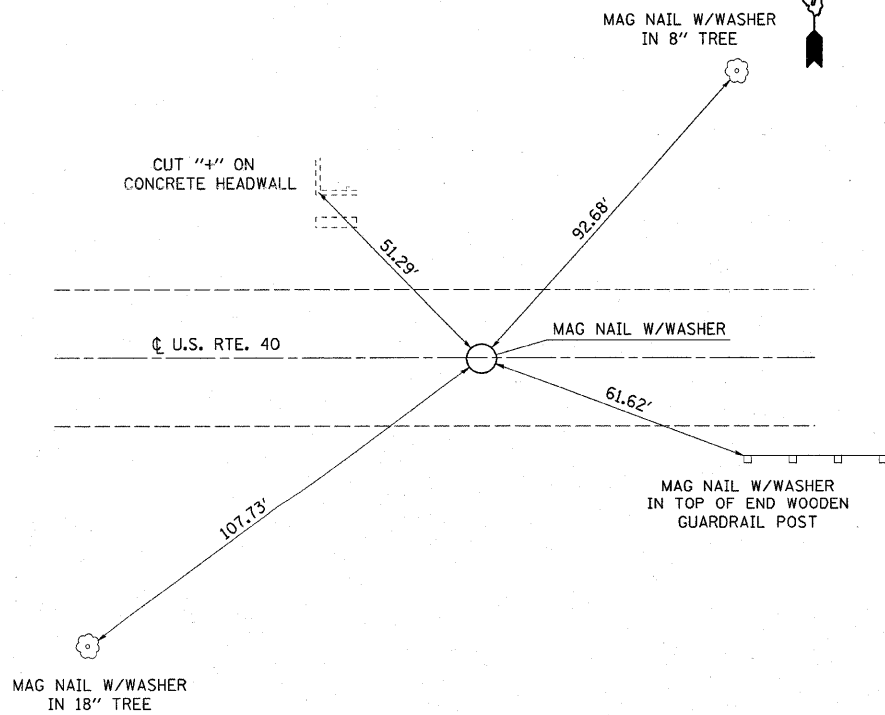 MAG NAIL W/WASHER
IN 8" TREE
CUT "+" ON
CONCRETE HEADWALL
92.68'
51.29'
MAG NAIL W/WASHER
℄ U.S. RTE. 40
61.62'
MAG NAIL W/WASHER
IN TOP OF END WOODEN
GUARDRAIL POST
107.73'
MAG NAIL W/WASHER
IN 18" TREE